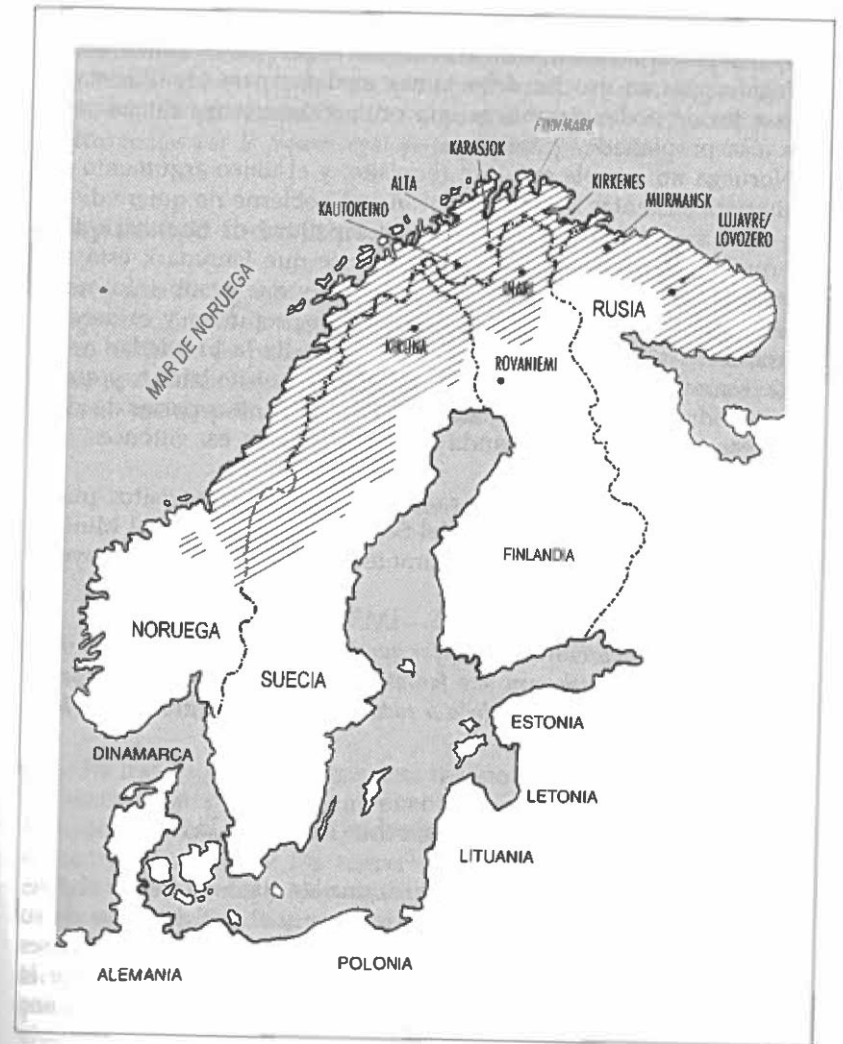 FINNMARK
KARASJOK
ALTA
KIRKENES
KAUTOKEINO
MURMANSK
LUJAVRE/
LOVOZERO
MAR DE NORUEGA
INARI
RUSIA
KIRUNA
ROVANIEMI
FINLANDIA
NORUEGA
SUECIA
ESTONIA
DINAMARCA
LETONIA
LITUANIA
POLONIA
ALEMANIA